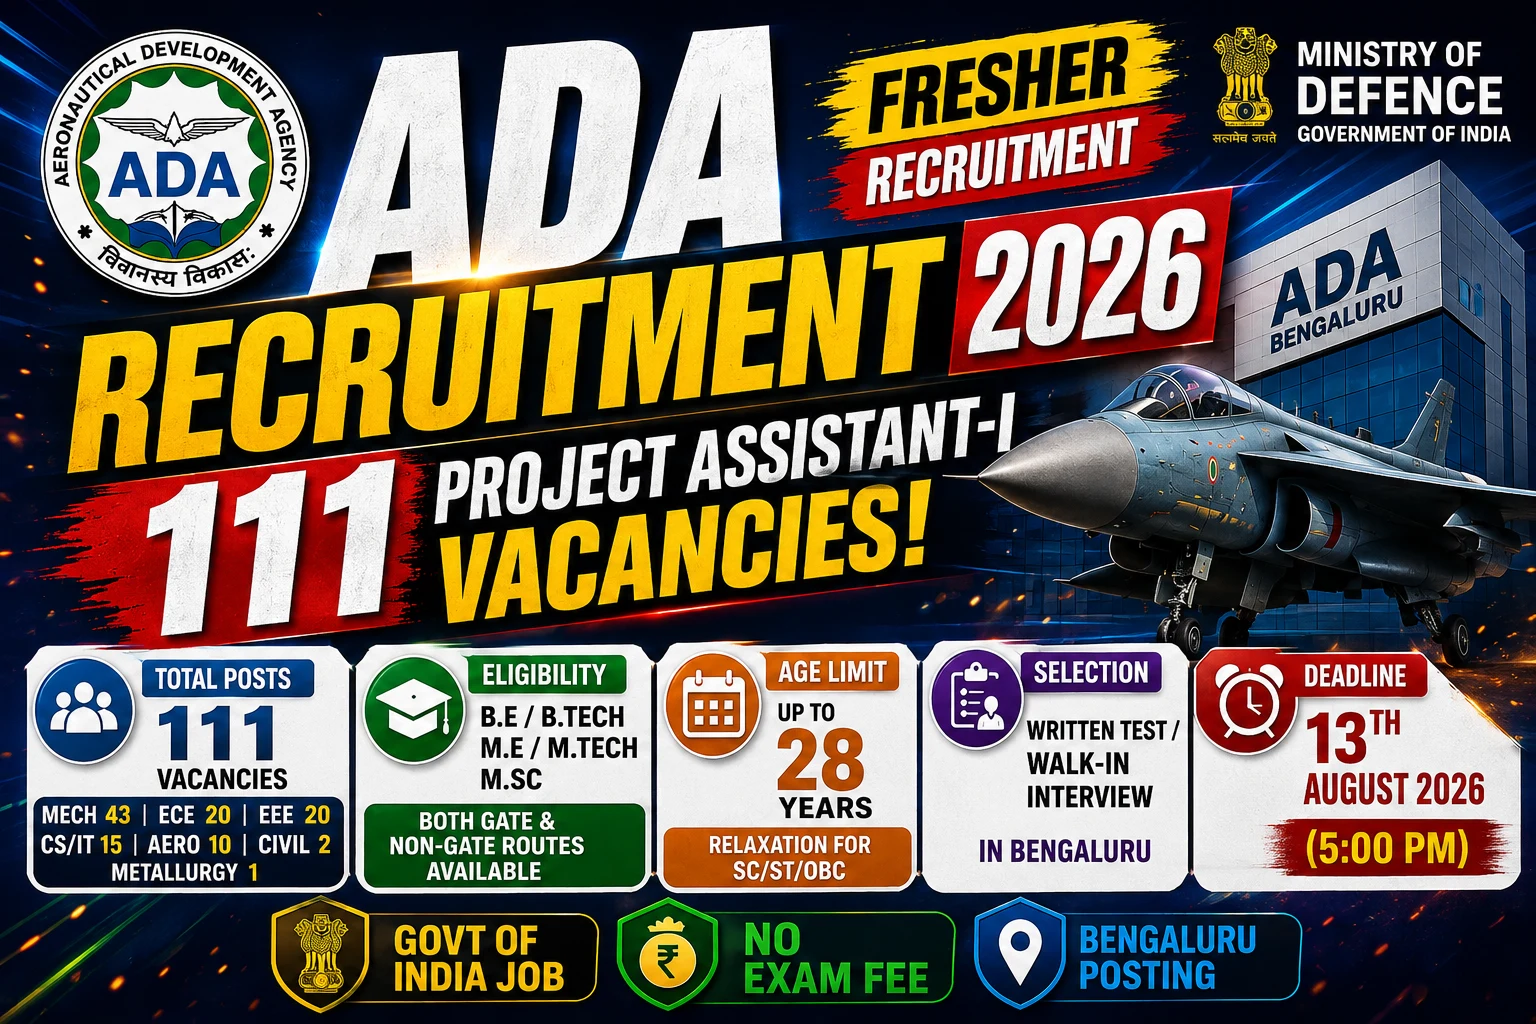 AERONAUTICAL DEVELOPMENT AGENCY
ADA
विवानस्य विकासः
ADA
FRESHER
RECRUITMENT
सत्यमेव जयते
MINISTRY OF
DEFENCE
GOVERNMENT OF INDIA
RECRUITMENT 2026
ADA
BENGALURU
111 PROJECT ASSISTANT-I
VACANCIES!
TOTAL POSTS
111
VACANCIES
MECH 43 | ECE 20 | EEE 20
CS/IT 15 | AERO 10 | CIVIL 2
METALLURGY 1
ELIGIBILITY
B.E / B.TECH
M.E / M.TECH
M.SC
BOTH GATE &
NON-GATE ROUTES
AVAILABLE
AGE LIMIT
UP TO
28
YEARS
RELAXATION FOR
SC/ST/OBC
SELECTION
WRITTEN TEST /
WALK-IN
INTERVIEW
IN BENGALURU
DEADLINE
13TH
AUGUST 2026
(5:00 PM)
GOVT OF
INDIA JOB
₹
NO
EXAM FEE
BENGALURU
POSTING